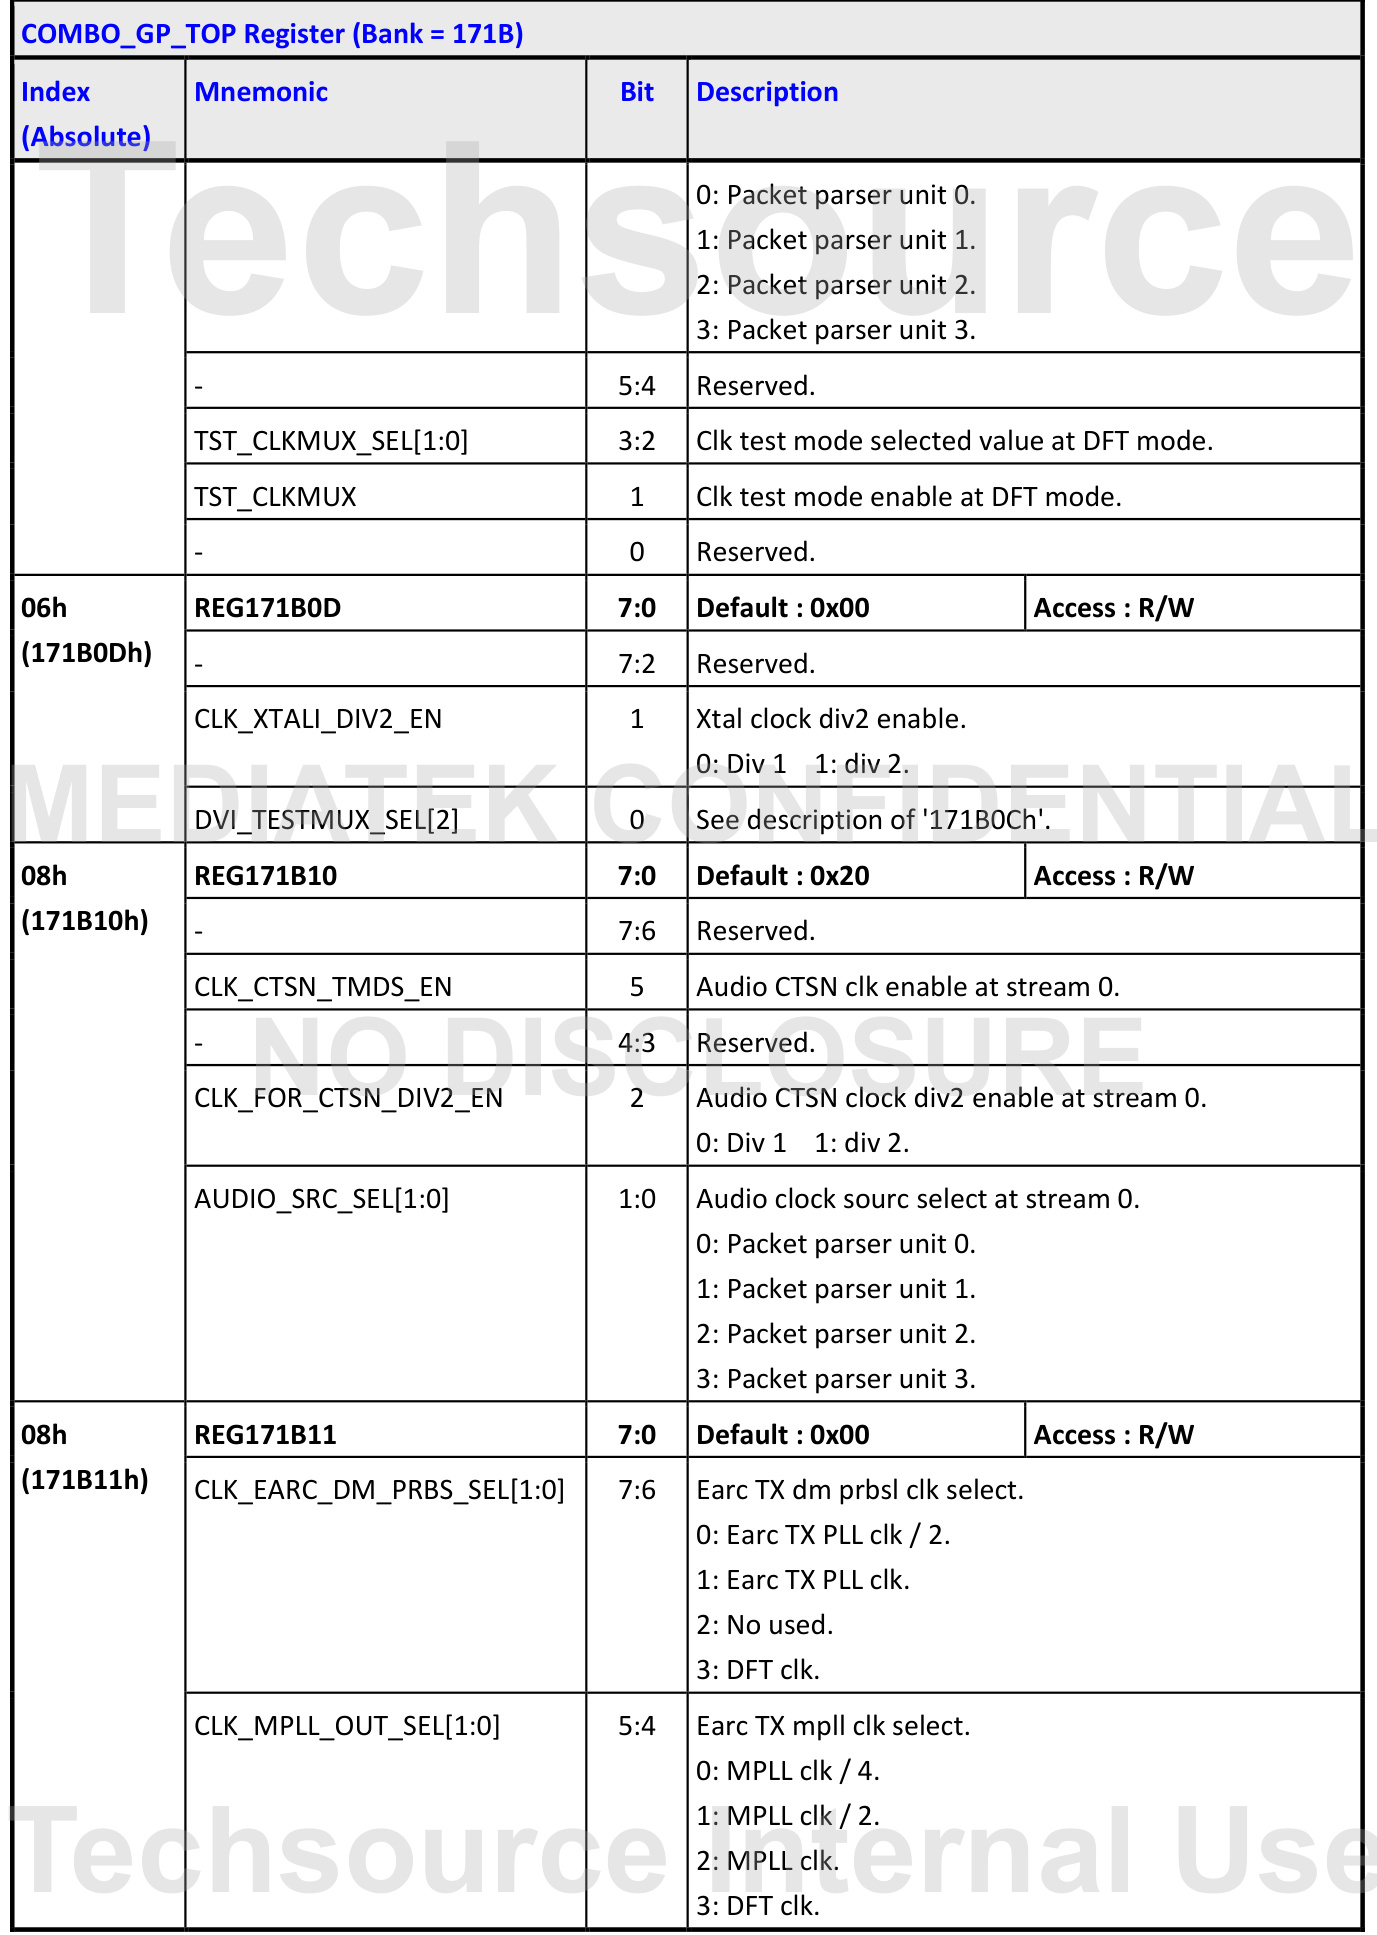 COMBO_GP_TOP Register (Bank = 171B)
Index (Absolute) Mnemonic Bit Description
0: Packet parser unit 0.
1: Packet parser unit 1.
2: Packet parser unit 2.
3: Packet parser unit 3.
Techsource
- 5:4 Reserved.
TST_CLKMUX_SEL[1:0] 3:2 Clk test mode selected value at DFT mode.
TST_CLKMUX 1 Clk test mode enable at DFT mode.
- 0 Reserved.
06h REG171B0D 7:0 Default : 0x00 Access : R/W
(171B0Dh)
- 7:2 Reserved.
CLK_XTALI_DIV2_EN 1 Xtal clock div2 enable.
0: Div 1 1: div 2.
MEDIATEK CONFIDENTIAL
DVI_TESTMUX_SEL[2] 0 See description of '171B0Ch'.
08h REG171B10 7:0 Default : 0x20 Access : R/W
(171B10h)
- 7:6 Reserved.
CLK_CTSN_TMDS_EN 5 Audio CTSN clk enable at stream 0.
- 4:3 Reserved.
NO DISCLOSURE
CLK_FOR_CTSN_DIV2_EN 2 Audio CTSN clock div2 enable at stream 0.
0: Div 1 1: div 2.
AUDIO_SRC_SEL[1:0] 1:0 Audio clock sourc select at stream 0.
0: Packet parser unit 0.
1: Packet parser unit 1.
2: Packet parser unit 2.
3: Packet parser unit 3.
08h REG171B11 7:0 Default : 0x00 Access : R/W
(171B11h)
CLK_EARC_DM_PRBS_SEL[1:0] 7:6 Earc TX dm prbsl clk select.
0: Earc TX PLL clk / 2.
1: Earc TX PLL clk.
2: No used.
3: DFT clk.
CLK_MPLL_OUT_SEL[1:0] 5:4 Earc TX mpll clk select.
0: MPLL clk / 4.
1: MPLL clk / 2.
2: MPLL clk.
3: DFT clk.
Techsource Internal Use